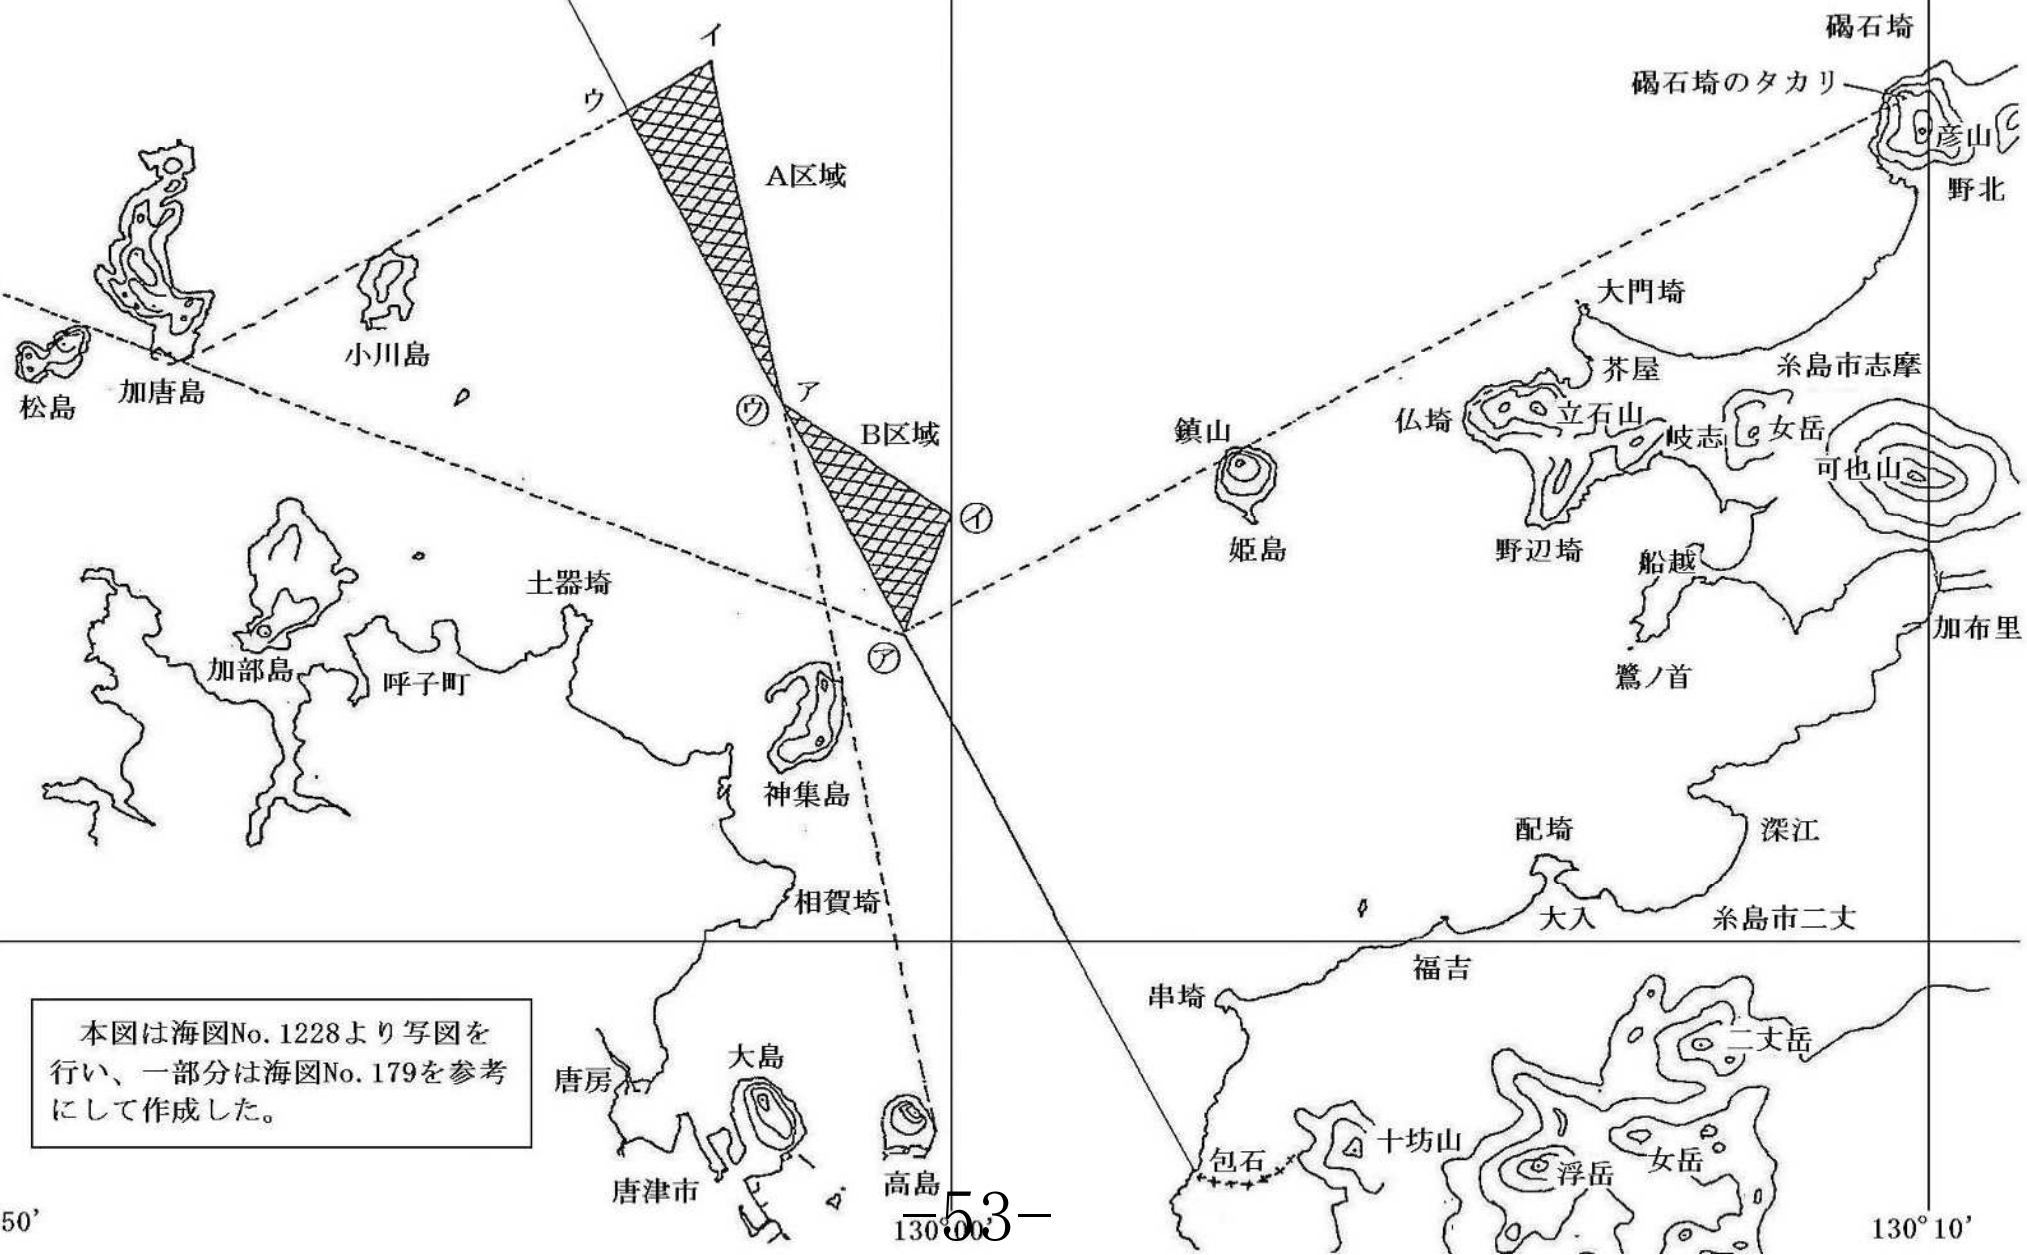 碣石埼
イ
碣石埼のタカリ
ウ
彦山
A区域
野北
大門埼
小川島
芥屋
糸島市志摩
加唐島
松島
ア
ウ
B区域
鎮山
仏埼
立石山
岐志
女岳
可也山
イ
姫島
野辺埼
船越
土器埼
加布里
ア
加部島
呼子町
鷺ノ首
神集島
配埼
深江
相賀埼
大入
糸島市二丈
福吉
串埼
本図は海図No.1228より写図を
行い、一部分は海図No.179を参考
にして作成した。
二丈岳
大島
唐房
十坊山
包石
女岳
浮岳
唐津市
高島
50'
130°00'
-53-
130°10'